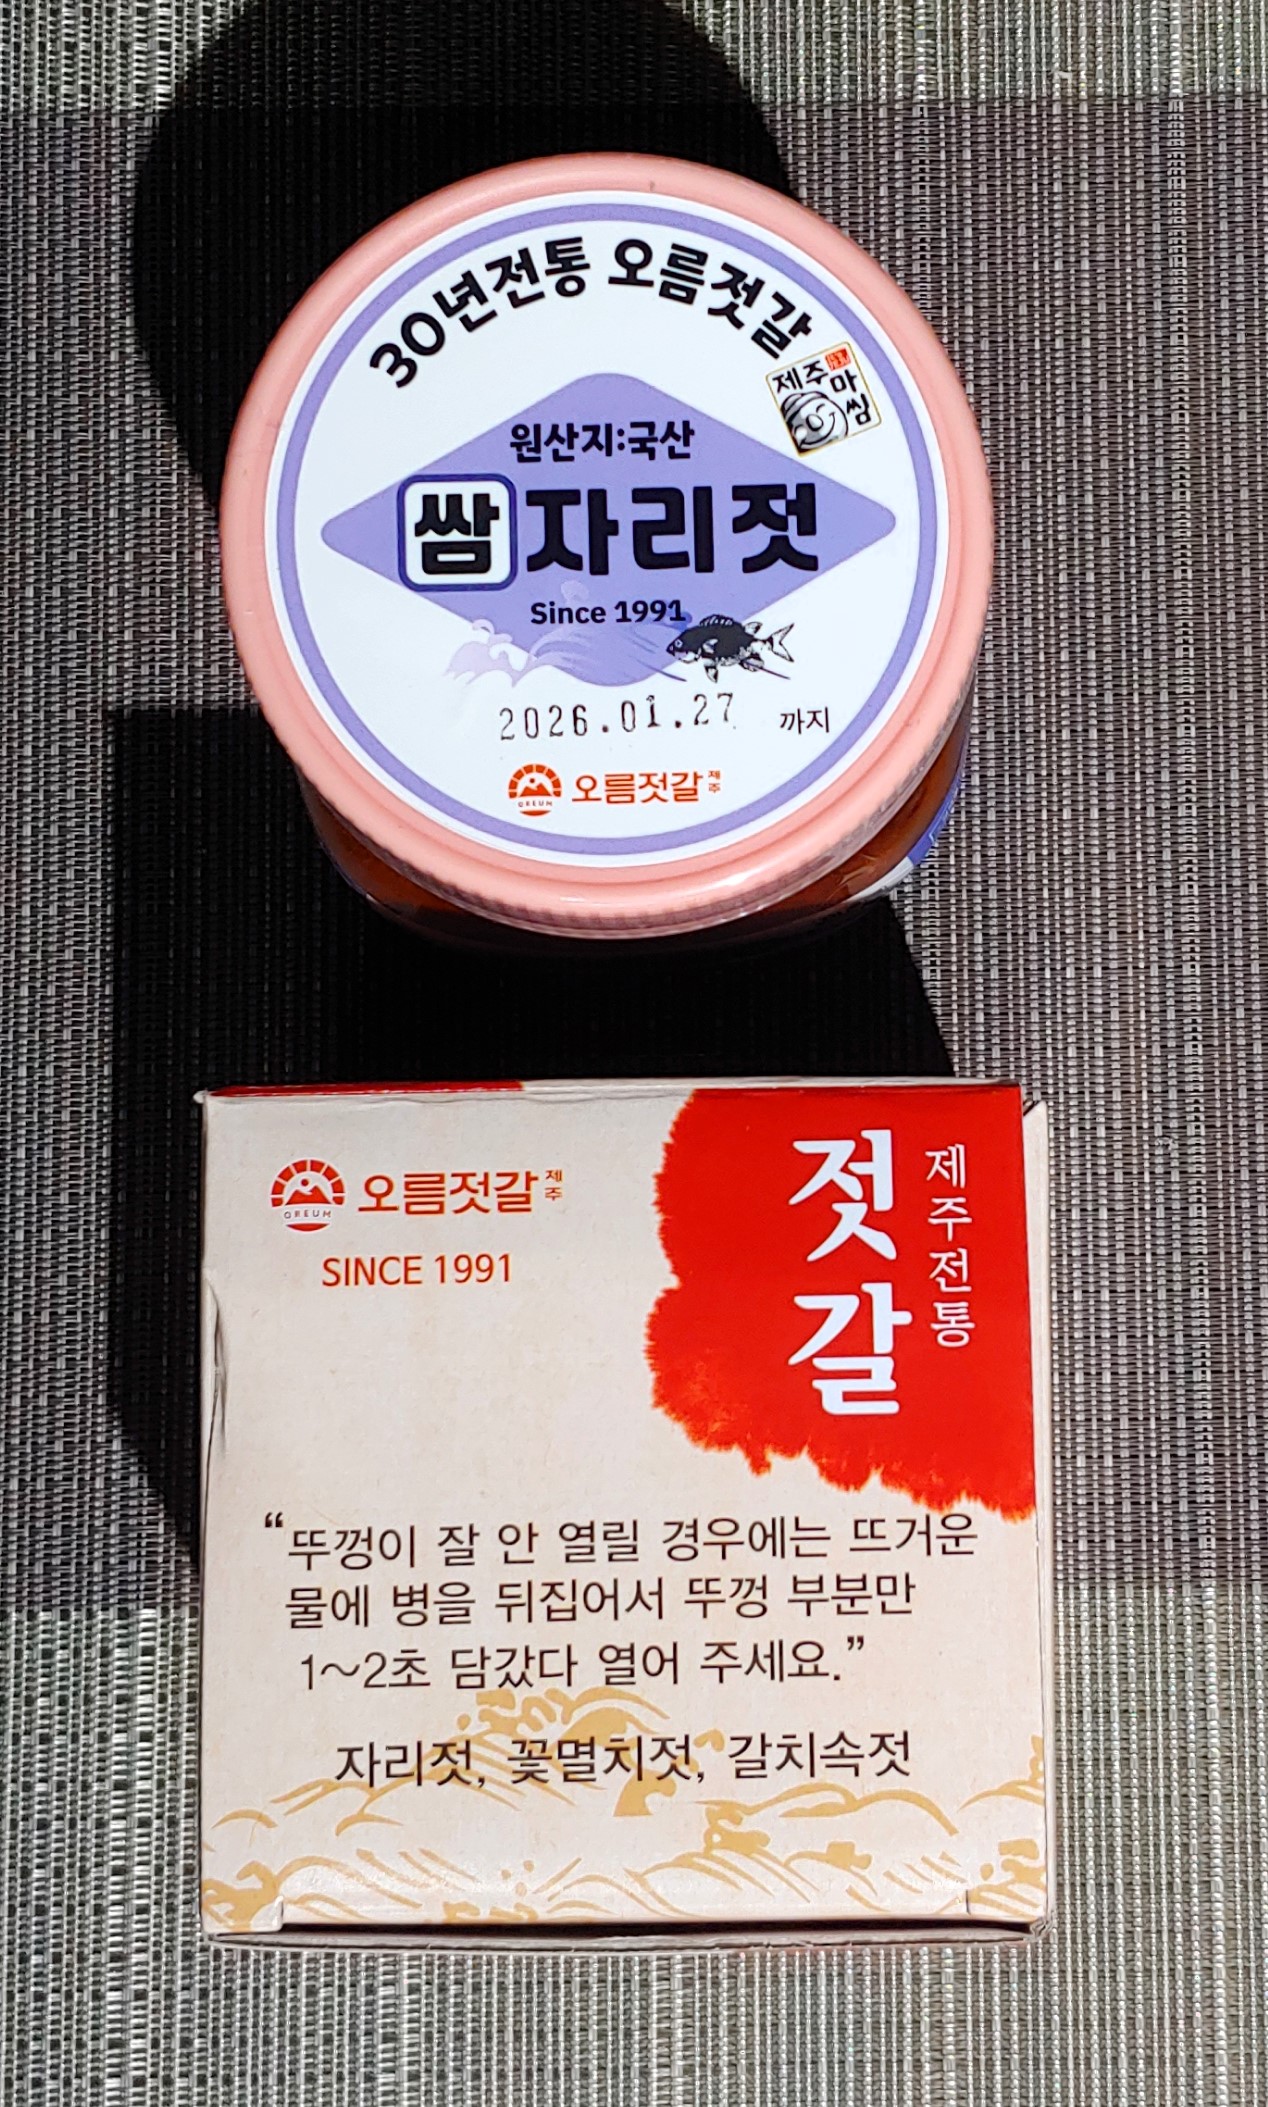 30년전통 오름젓갈
제주마씸
원산지:국산
쌈자리젓
Since 1991
2026.01.27 까지
OREUM 오름젓갈 제주
OREUM 오름젓갈 제주
SINCE 1991
제주전통
젓갈
“뚜껑이 잘 안 열릴 경우에는 뜨거운
물에 병을 뒤집어서 뚜껑 부분만
1~2초 담갔다 열어 주세요.”
자리젓, 꽃멸치젓, 갈치속젓